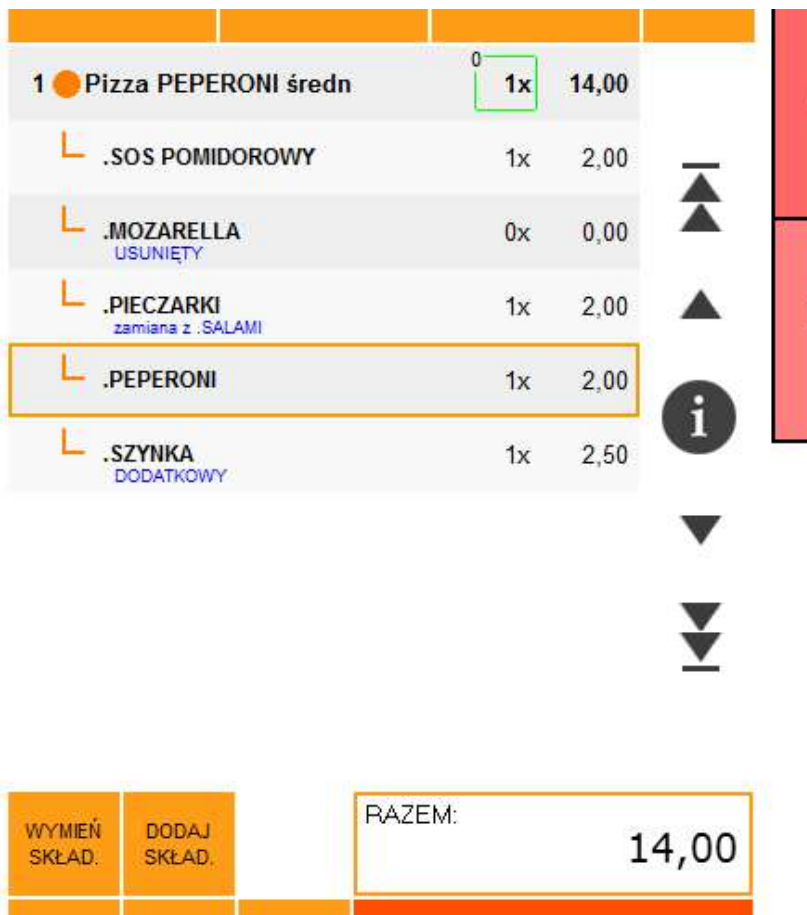 1 Pizza PEPERONI średn 0 1x 14,00
.SOS POMIDOROWY 1x 2,00
.MOZARELLA 0x 0,00
USUNIĘTY
.PIECZARKI 1x 2,00
zamiana z .SALAMI
.PEPERONI 1x 2,00
.SZYNKA 1x 2,50
DODATKOWY
i
WYMIEŃ
SKŁAD.
DODAJ
SKŁAD.
RAZEM:
14,00